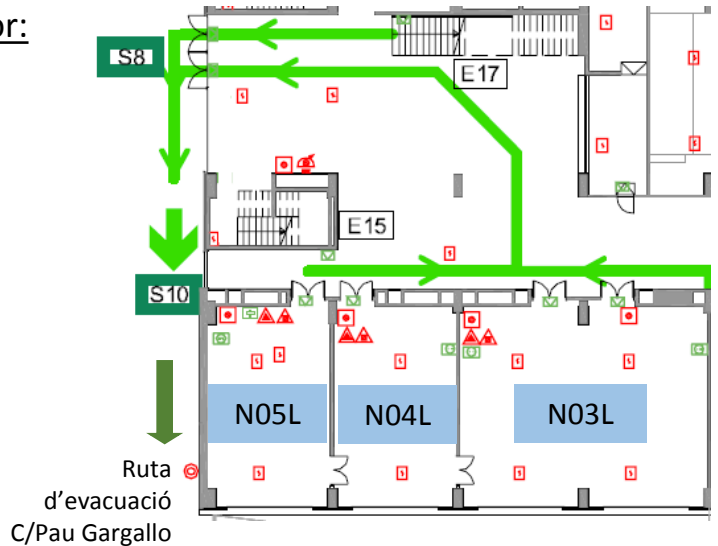 or:
S8
E17
E15
S10
N05L
N04L
N03L
Ruta
d'evacuació
C/Pau Gargallo